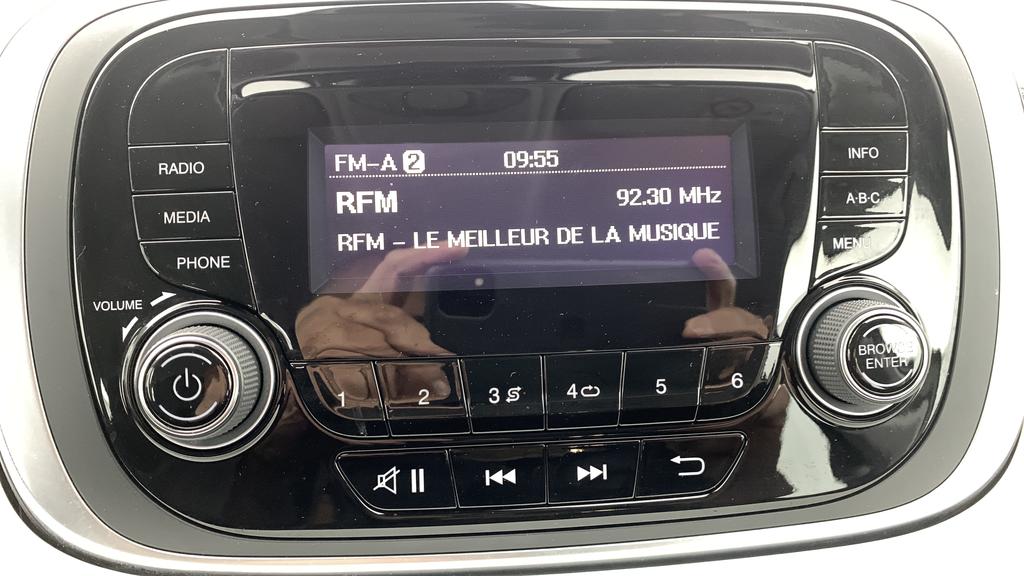 FM-A 2 09:55
RFM 92.30 MHz
RFM - LE MEILLEUR DE LA MUSIQUE
RADIO
MEDIA
PHONE
VOLUME
INFO
A·B·C
MENU
BROWSE
ENTER
1 2 3 4 5 6